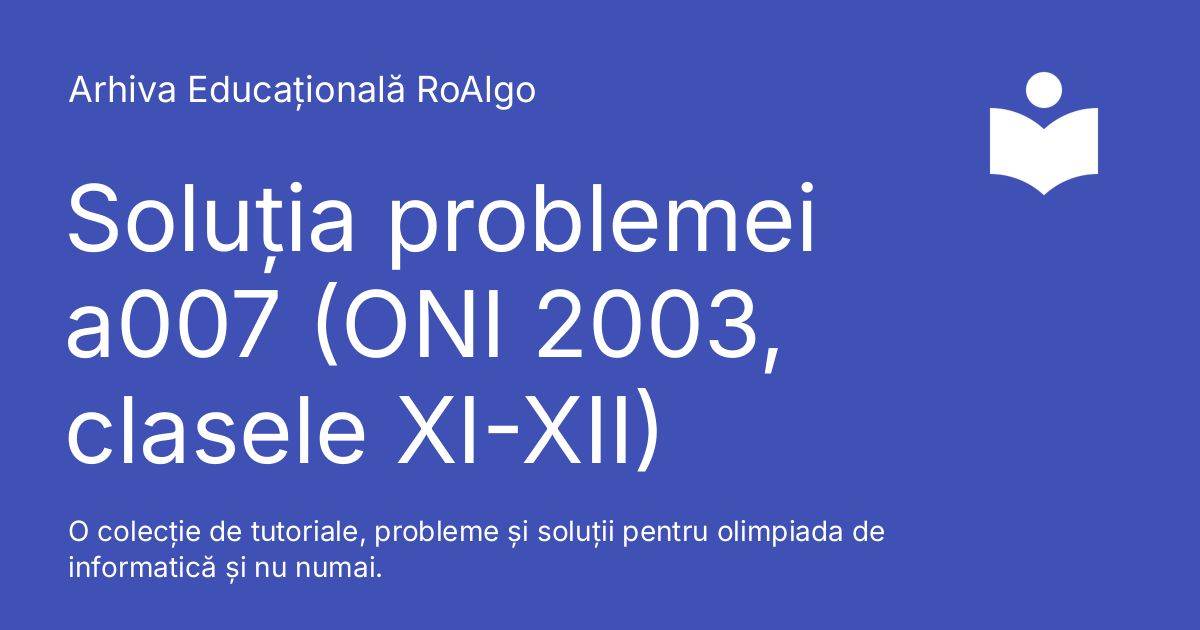 Arhiva Educațională RoAlgo
Soluția problemei
a007 (ONI 2003,
clasele XI-XII)
O colecție de tutoriale, probleme și soluții pentru olimpiada de
informatică și nu numai.